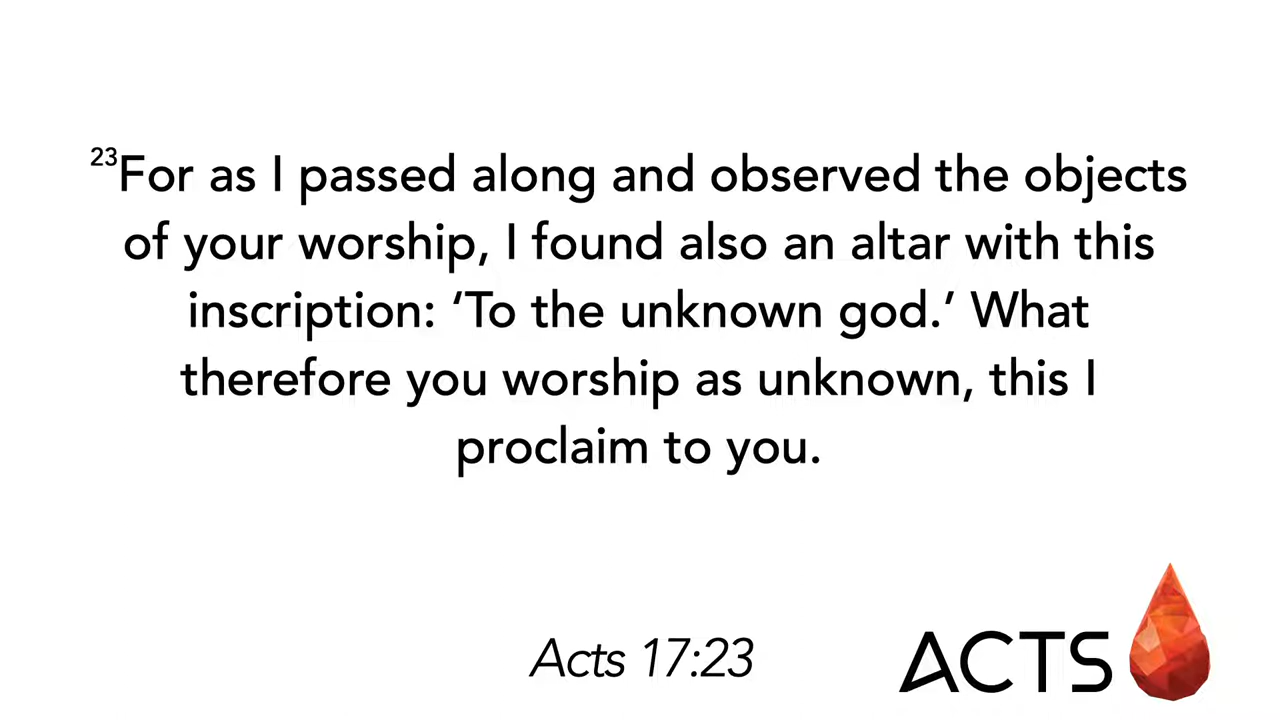 23For as I passed along and observed the objects
of your worship, I found also an altar with this
inscription: ‘To the unknown god.’ What
therefore you worship as unknown, this I
proclaim to you.
Acts 17:23
ACTS